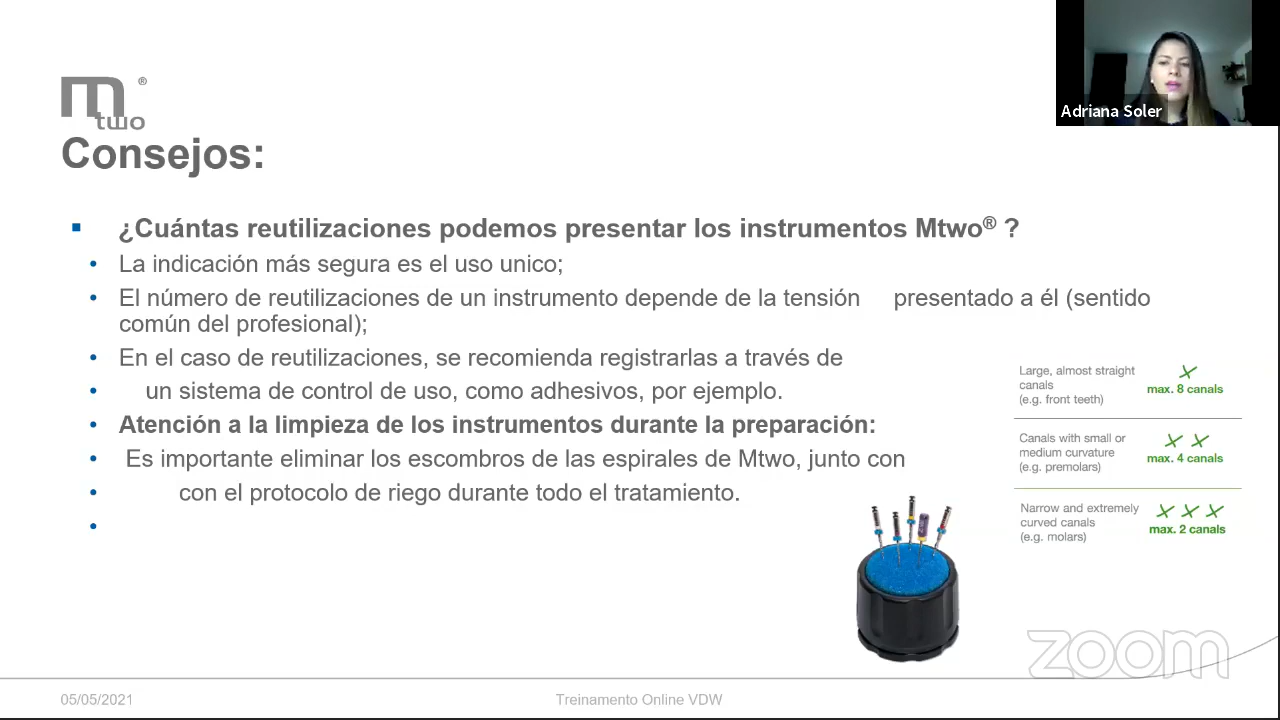 mtwo®
Consejos:
¿Cuántas reutilizaciones podemos presentar los instrumentos Mtwo® ?
La indicación más segura es el uso unico;
El número de reutilizaciones de un instrumento depende de la tensión presentado a él (sentido
común del profesional);
En el caso de reutilizaciones, se recomienda registrarlas a través de
un sistema de control de uso, como adhesivos, por ejemplo.
Atención a la limpieza de los instrumentos durante la preparación:
Es importante eliminar los escombros de las espirales de Mtwo, junto con
con el protocolo de riego durante todo el tratamiento.
Large, almost straight
canals
(e.g. front teeth)
max. 8 canals
Canals with small or
medium curvature
(e.g. premolars)
max. 4 canals
Narrow and extremely
curved canals
(e.g. molars)
max. 2 canals
Adriana Soler
zoom
05/05/2021
Treinamento Online VDW